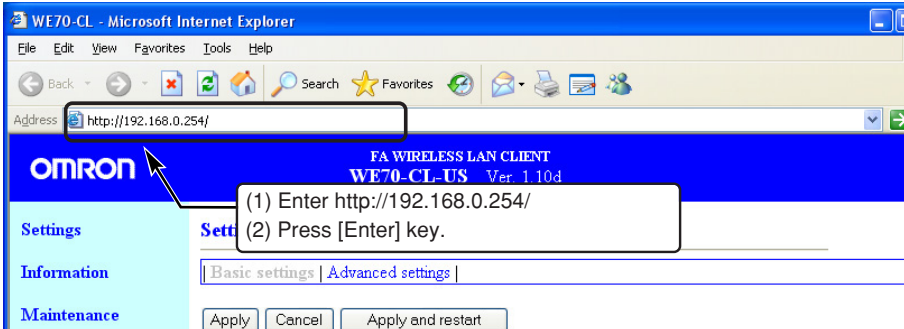 WE70-CL - Microsoft Internet Explorer
File Edit View Favorites Tools Help
Back Search Favorites
Address http://192.168.0.254/
OMRON
FA WIRELESS LAN CLIENT
WE70-CL-US Ver. 1.10d
(1) Enter http://192.168.0.254/
(2) Press [Enter] key.
Settings
Information
| Basic settings | Advanced settings |
Maintenance
Apply Cancel Apply and restart